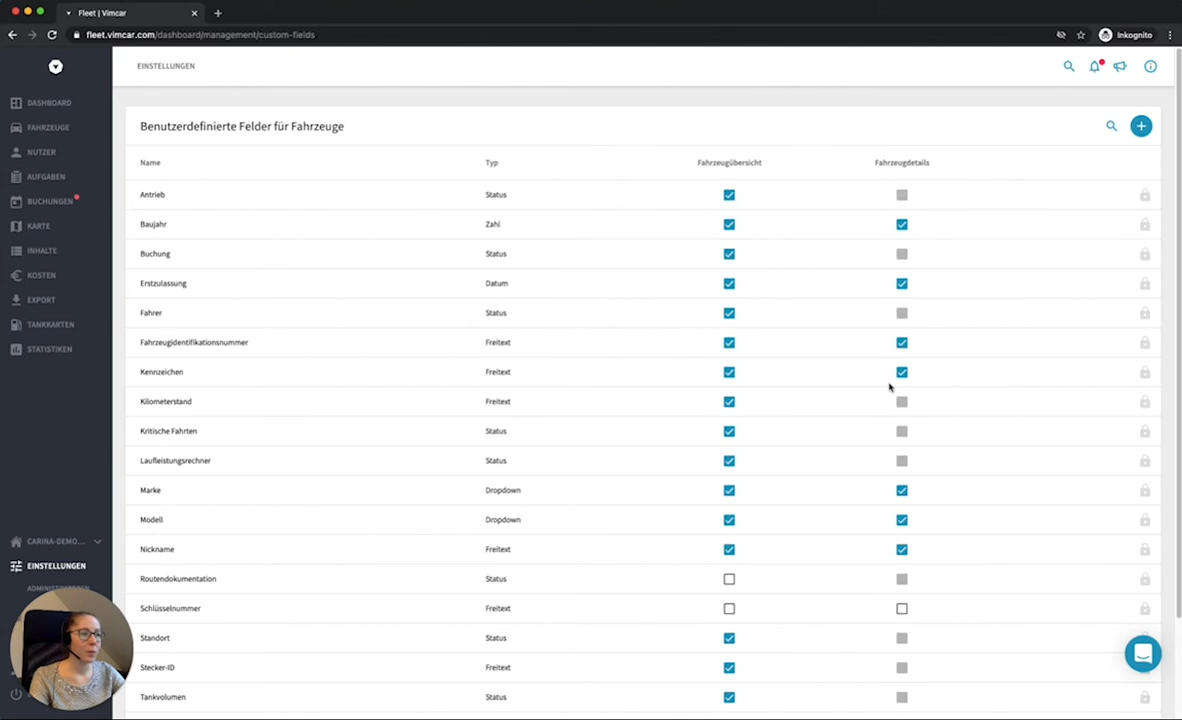 Fleet | Vimcar
fleet.vimcar.com/dashboard/management/custom-fields
Inkognito
EINSTELLUNGEN
DASHBOARD
FAHRZEUGE
NUTZER
AUFGABEN
BUCHUNGEN
KARTE
INHALTE
KOSTEN
EXPORT
TANKKARTEN
STATISTIKEN
CARINA-DEMO...
EINSTELLUNGEN
Benutzerdefinierte Felder für Fahrzeuge
Name Typ Fahrzeugübersicht Fahrzeugdetails
Antrieb Status
Baujahr Zahl
Buchung Status
Erstzulassung Datum
Fahrer Status
Fahrzeugidentifikationsnummer Freitext
Kennzeichen Freitext
Kilometerstand Freitext
Kritische Fahrten Status
Laufleistungsrechner Status
Marke Dropdown
Modell Dropdown
Nickname Freitext
Routendokumentation Status
Schlüsselnummer Freitext
Standort Status
Stecker-ID Freitext
Tankvolumen Status